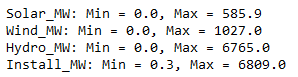 Solar_MW: Min = 0.0, Max = 585.9
Wind_MW: Min = 0.0, Max = 1027.0
Hydro_MW: Min = 0.0, Max = 6765.0
Install_MW: Min = 0.3, Max = 6809.0